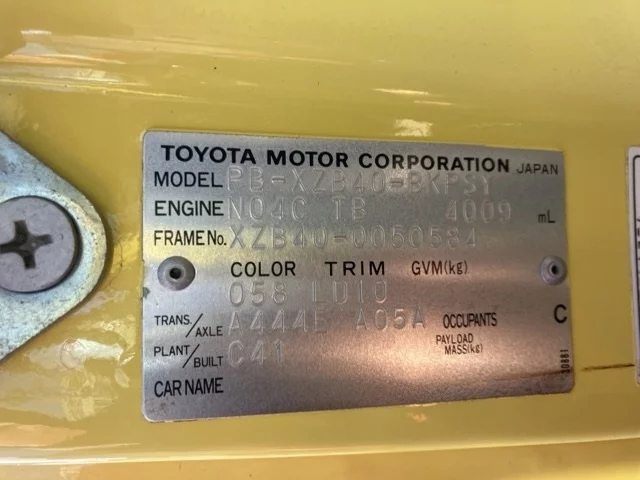 TOYOTA MOTOR CORPORATION JAPAN
MODEL PB-XZB40-BKPSY
ENGINE N04C TB 4009 mL
FRAME No. XZB40-0050584
COLOR TRIM GVM(kg)
058 LD10
TRANS./AXLE A444E A05A OCCUPANTS C
PLANT/BUILT C41 PAYLOAD MASS(kg)
CAR NAME